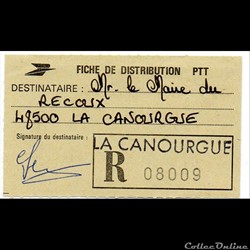 FICHE DE DISTRIBUTION PTT
DESTINATAIRE : Mr. le Maire du
RECOUX
48500 LA CANOURGUE
Signature du destinataire :
LA CANOURGUE
R 08009
CollecOnline